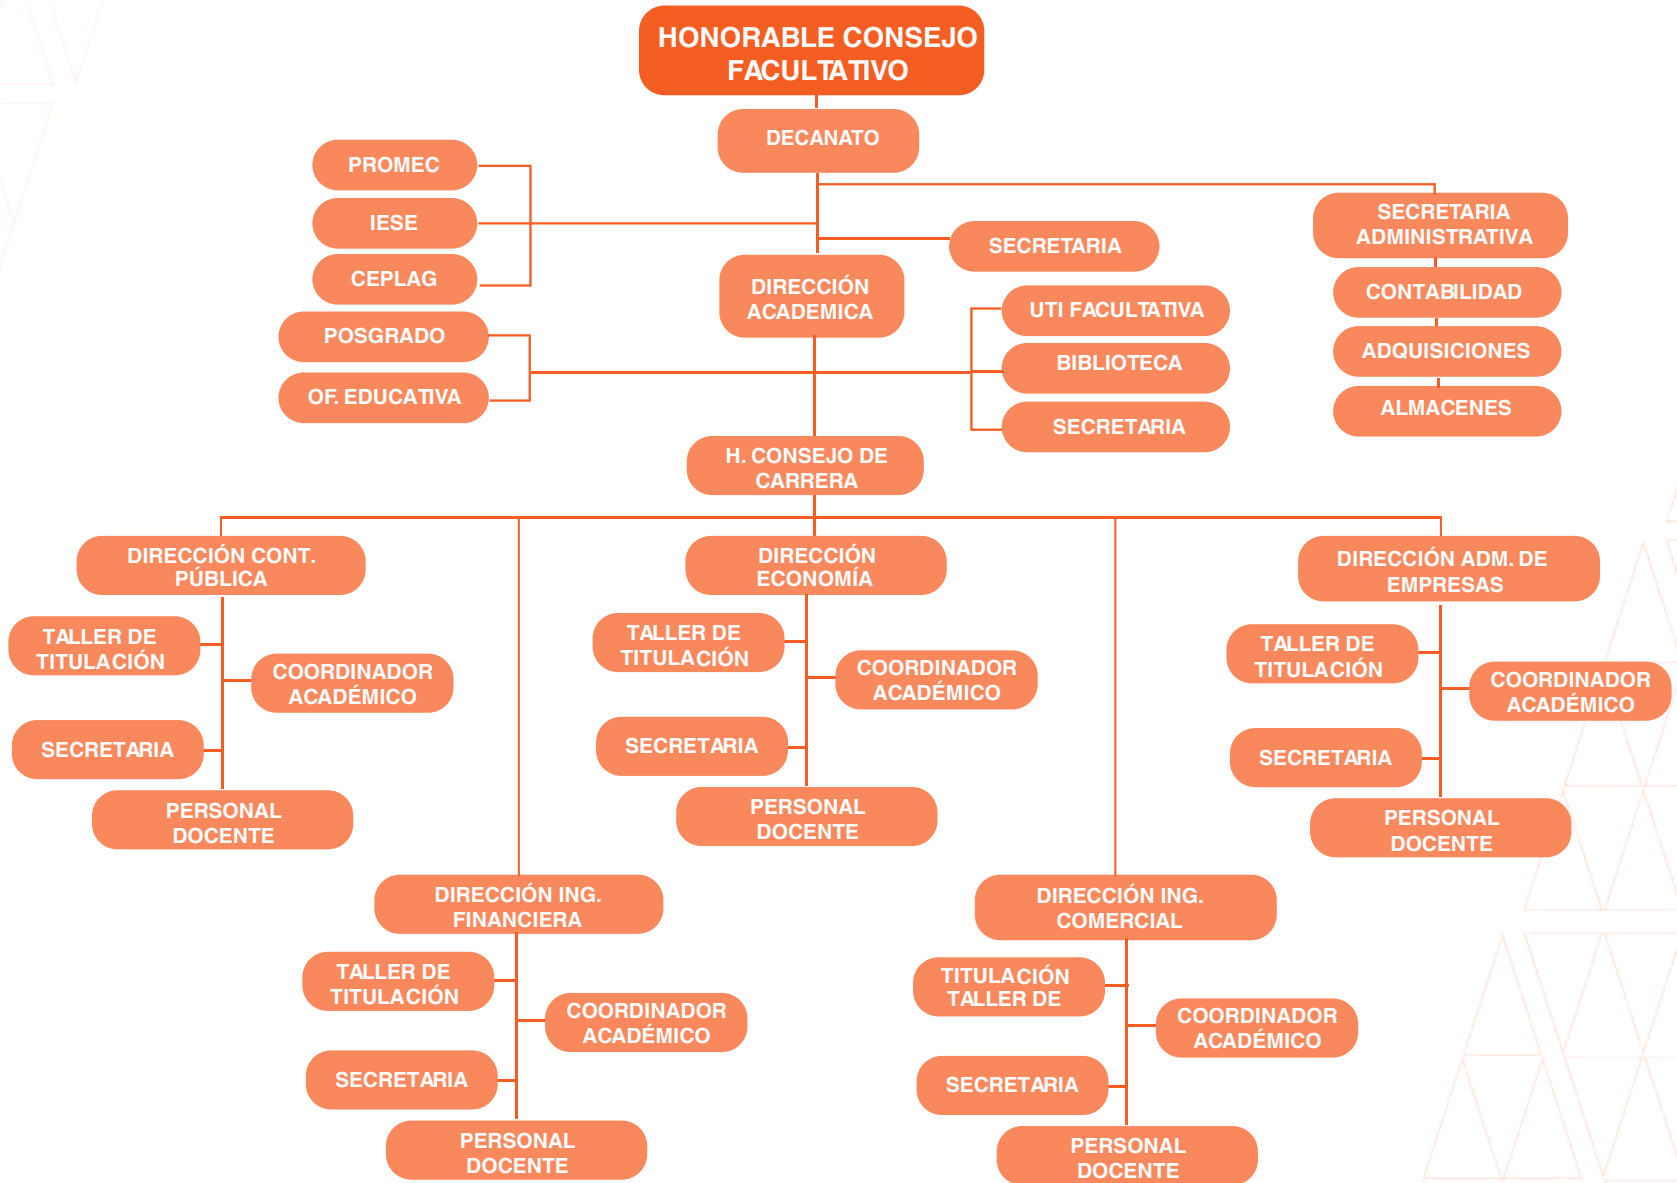 HONORABLE CONSEJO
FACULTATIVO
DECANATO
PROMEC
IESE
CEPLAG
SECRETARIA
ADMINISTRATIVA
SECRETARIA
CONTABILIDAD
ADQUISICIONES
ALMACENES
DIRECCIÓN
ACADEMICA
POSGRADO
OF. EDUCATIVA
UTI FACULTATIVA
BIBLIOTECA
SECRETARIA
H. CONSEJO DE
CARRERA
DIRECCIÓN CONT.
PÚBLICA
TALLER DE
TITULACIÓN
COORDINADOR
ACADÉMICO
SECRETARIA
PERSONAL
DOCENTE
DIRECCIÓN
ECONOMÍA
TALLER DE
TITULACIÓN
COORDINADOR
ACADÉMICO
SECRETARIA
PERSONAL
DOCENTE
DIRECCIÓN ADM. DE
EMPRESAS
TALLER DE
TITULACIÓN
COORDINADOR
ACADÉMICO
SECRETARIA
PERSONAL
DOCENTE
DIRECCIÓN ING.
FINANCIERA
TALLER DE
TITULACIÓN
COORDINADOR
ACADÉMICO
SECRETARIA
PERSONAL
DOCENTE
DIRECCIÓN ING.
COMERCIAL
TITULACIÓN
TALLER DE
COORDINADOR
ACADÉMICO
SECRETARIA
PERSONAL
DOCENTE